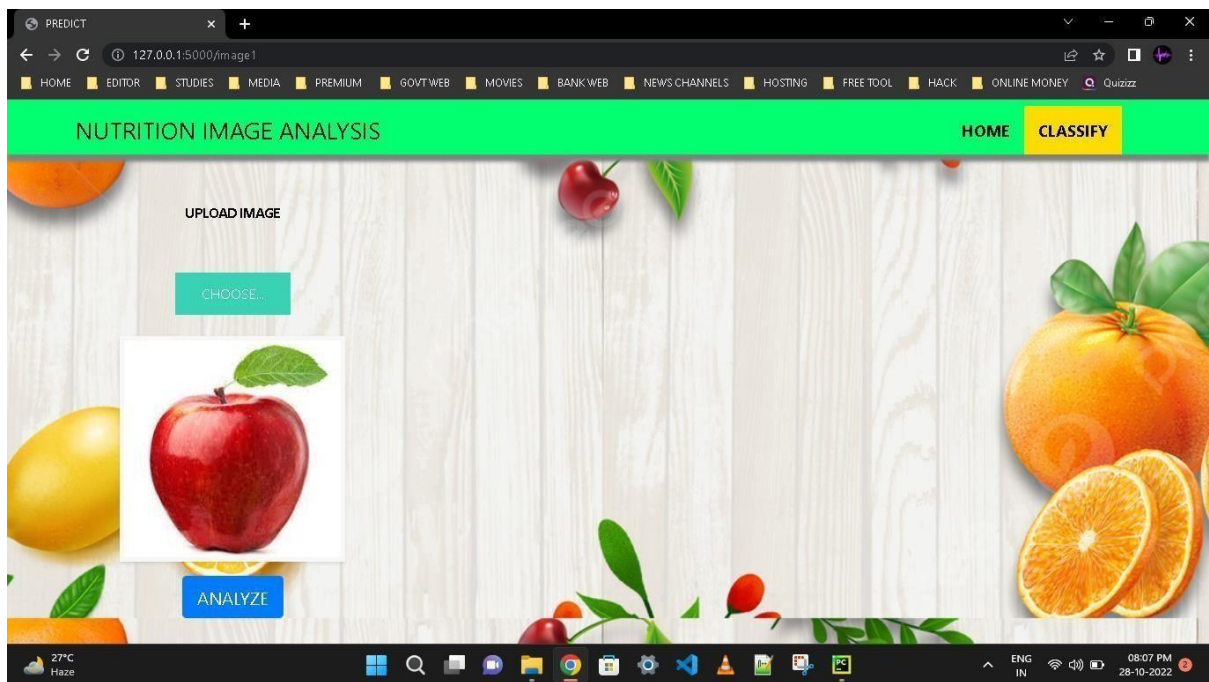 PREDICT
127.0.0.1:5000/image1
HOME EDITOR STUDIES MEDIA PREMIUM GOVT WEB MOVIES BANK WEB NEWS CHANNELS HOSTING FREE TOOL HACK ONLINE MONEY Quizizz
NUTRITION IMAGE ANALYSIS HOME CLASSIFY
UPLOAD IMAGE
CHOOSE...
ANALYZE
27°C
Haze
ENG
IN
08:07 PM
28-10-2022
2